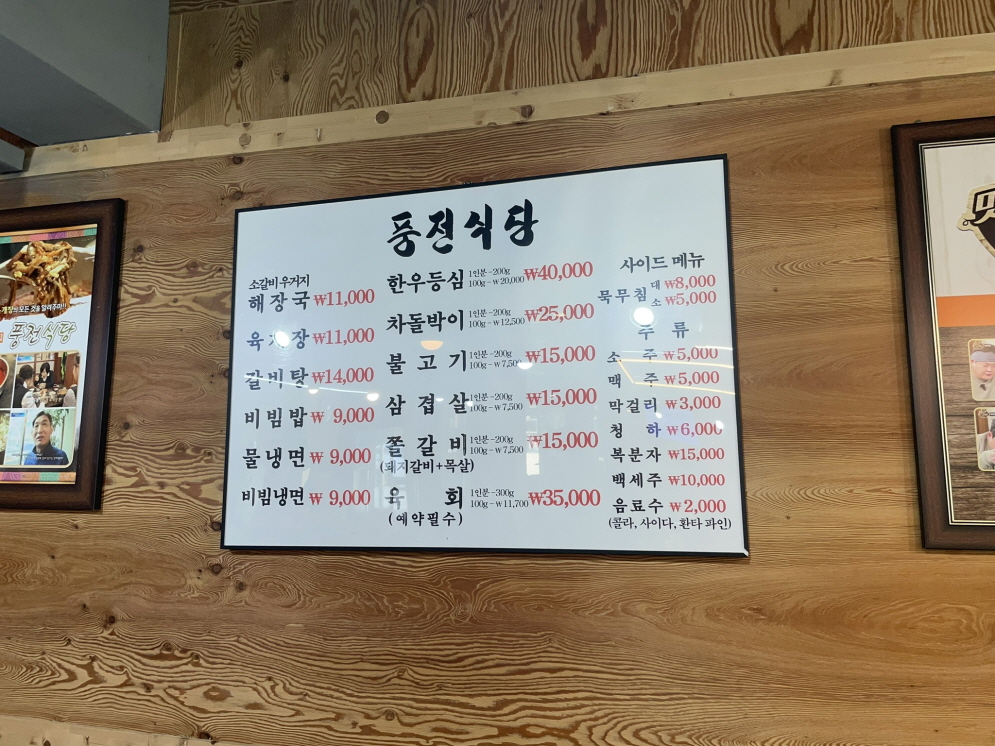 풍전식당
소갈비 우거지
해장국 ₩11,000
육개장 ₩11,000
갈비탕 ₩14,000
비빔밥 ₩ 9,000
물냉면 ₩ 9,000
비빔냉면 ₩ 9,000
한우등심 1인분-200g ₩40,000
100g-₩20,000
차돌박이 1인분-200g ₩25,000
100g-₩12,500
불고기 1인분-200g ₩15,000
100g-₩7,500
삼겹살 1인분-200g ₩15,000
100g-₩7,500
쫄갈비 1인분-200g ₩15,000
100g-₩7,500
(돼지갈비+목살)
육회 1인분-300g ₩35,000
100g-₩11,700
(예약필수)
사이드 메뉴
묵무침 대 ₩8,000
소 ₩5,000
주류
소주 ₩5,000
맥주 ₩5,000
막걸리 ₩3,000
청하 ₩6,000
복분자 ₩15,000
백세주 ₩10,000
음료수 ₩2,000
(콜라, 사이다, 환타 파인)
모든 것을 알려주마!!
풍전식당
맛